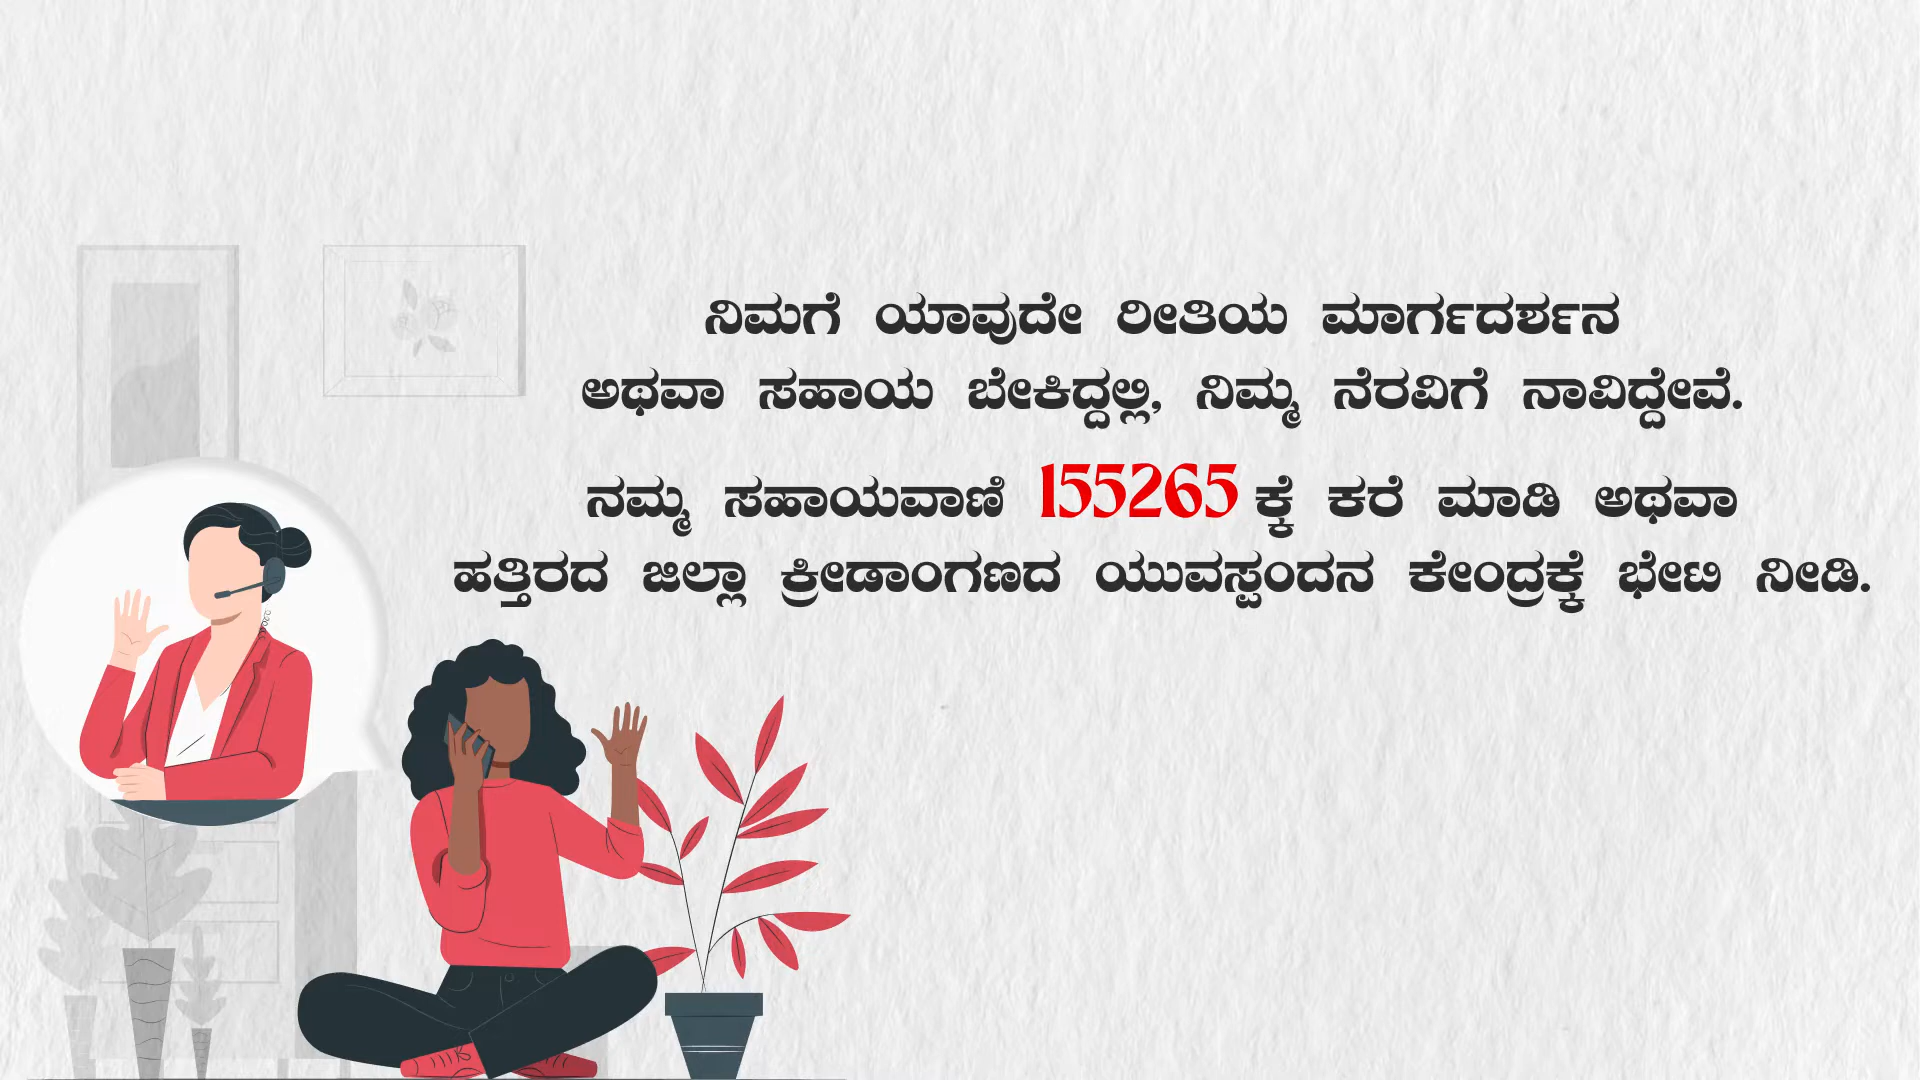 ನಿಮಗೆ ಯಾವುದೇ ರೀತಿಯ ಮಾರ್ಗದರ್ಶನ
ಅಥವಾ ಸಹಾಯ ಬೇಕಿದ್ದಲ್ಲಿ, ನಿಮ್ಮ ನೆರವಿಗೆ ನಾವಿದ್ದೇವೆ.
ನಮ್ಮ ಸಹಾಯವಾಣಿ 155265 ಕ್ಕೆ ಕರೆ ಮಾಡಿ ಅಥವಾ
ಹತ್ತಿರದ ಜಿಲ್ಲಾ ಕ್ರೀಡಾಂಗಣದ ಯುವಸ್ಪಂದನ ಕೇಂದ್ರಕ್ಕೆ ಭೇಟಿ ನೀಡಿ.